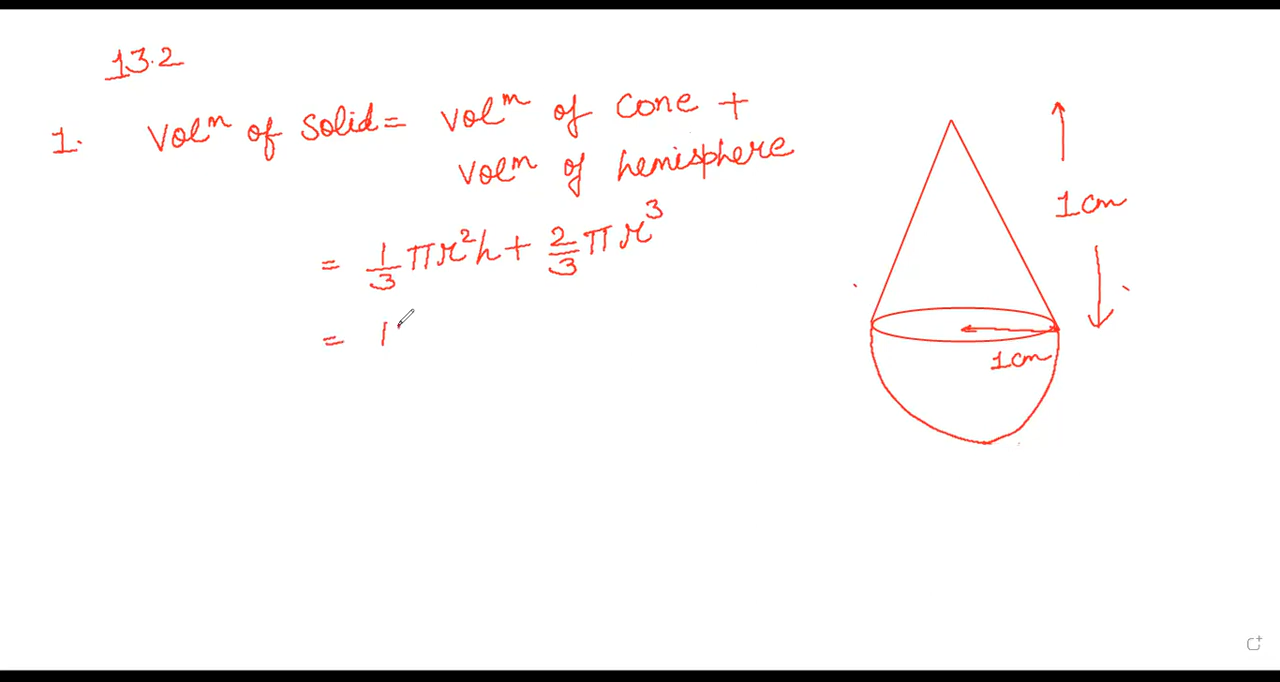 13.2
1. Volᵐ of Solid = Volᵐ of Cone +
Volᵐ of hemisphere
= 1/3 πr²h + 2/3 πr³
= 1
1cm
1cm